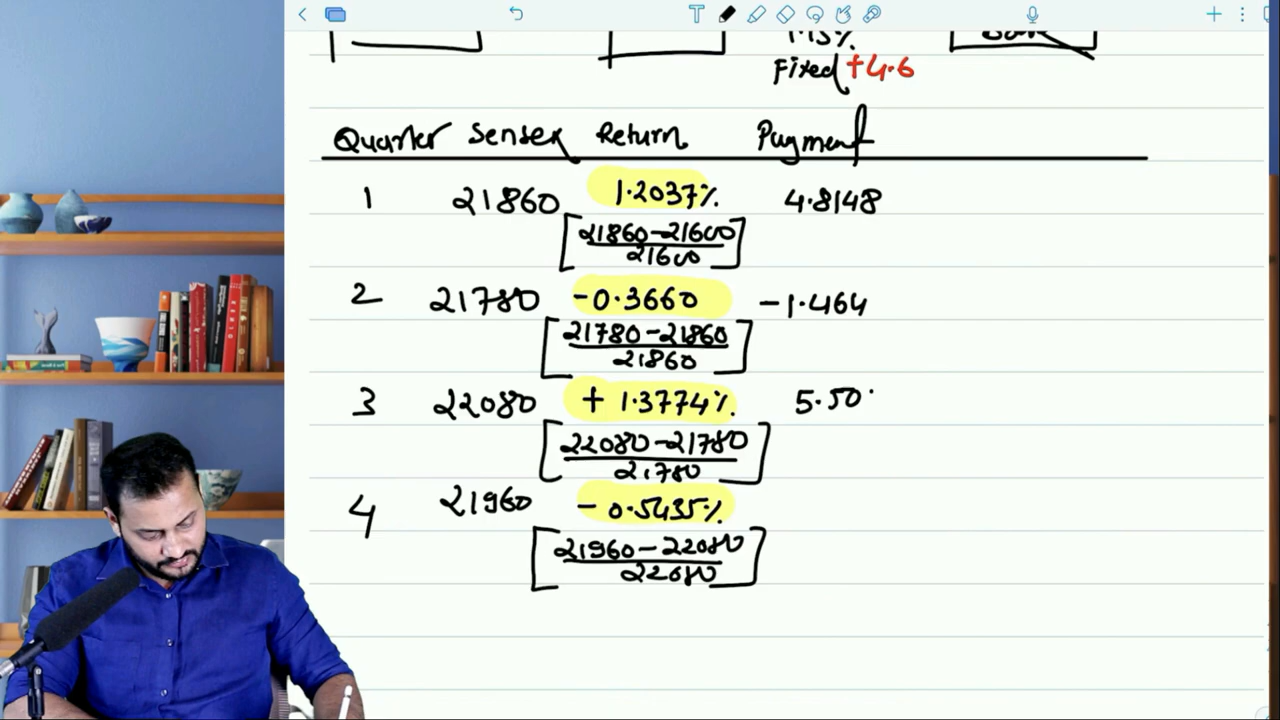 1.15%
Fixed +4.6
Quarter Sensex Return Payment
1 21860 1.2037% 4.8148
[21860-21600
21600]
2 21780 -0.3660 -1.464
[21780-21860
21860]
3 22080 +1.3774% 5.50
[22080-21780
21780]
4 21960 -0.5435%
[21960-22080
22080]